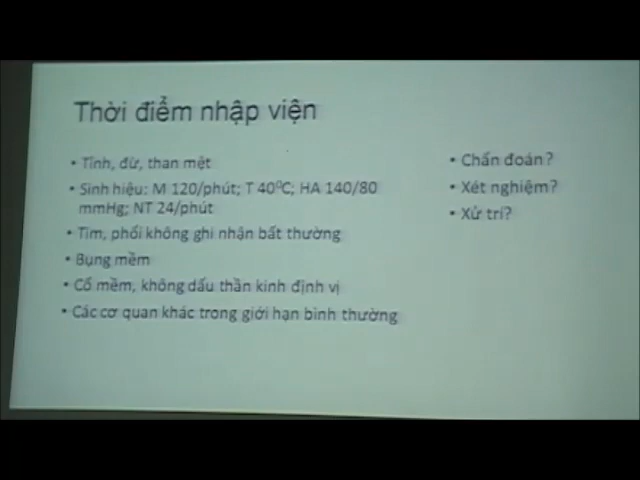 Thời điểm nhập viện
• Tỉnh, đừ, than mệt
• Sinh hiệu: M 120/phút; T 40⁰C; HA 140/80
mmHg; NT 24/phút
• Tim, phổi không ghi nhận bất thường
• Bụng mềm
• Cổ mềm, không dấu thần kinh định vị
• Các cơ quan khác trong giới hạn bình thường
• Chẩn đoán?
• Xét nghiệm?
• Xử trí?